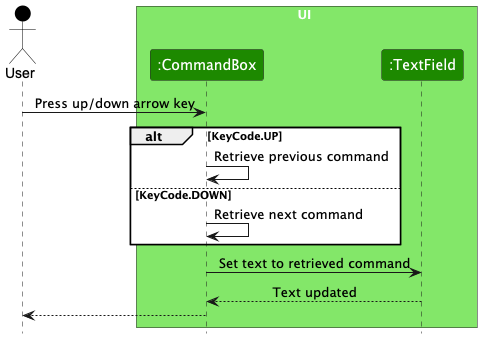 UI
:CommandBox
:TextField
User
Press up/down arrow key
alt
[KeyCode.UP]
Retrieve previous command
[KeyCode.DOWN]
Retrieve next command
Set text to retrieved command
Text updated